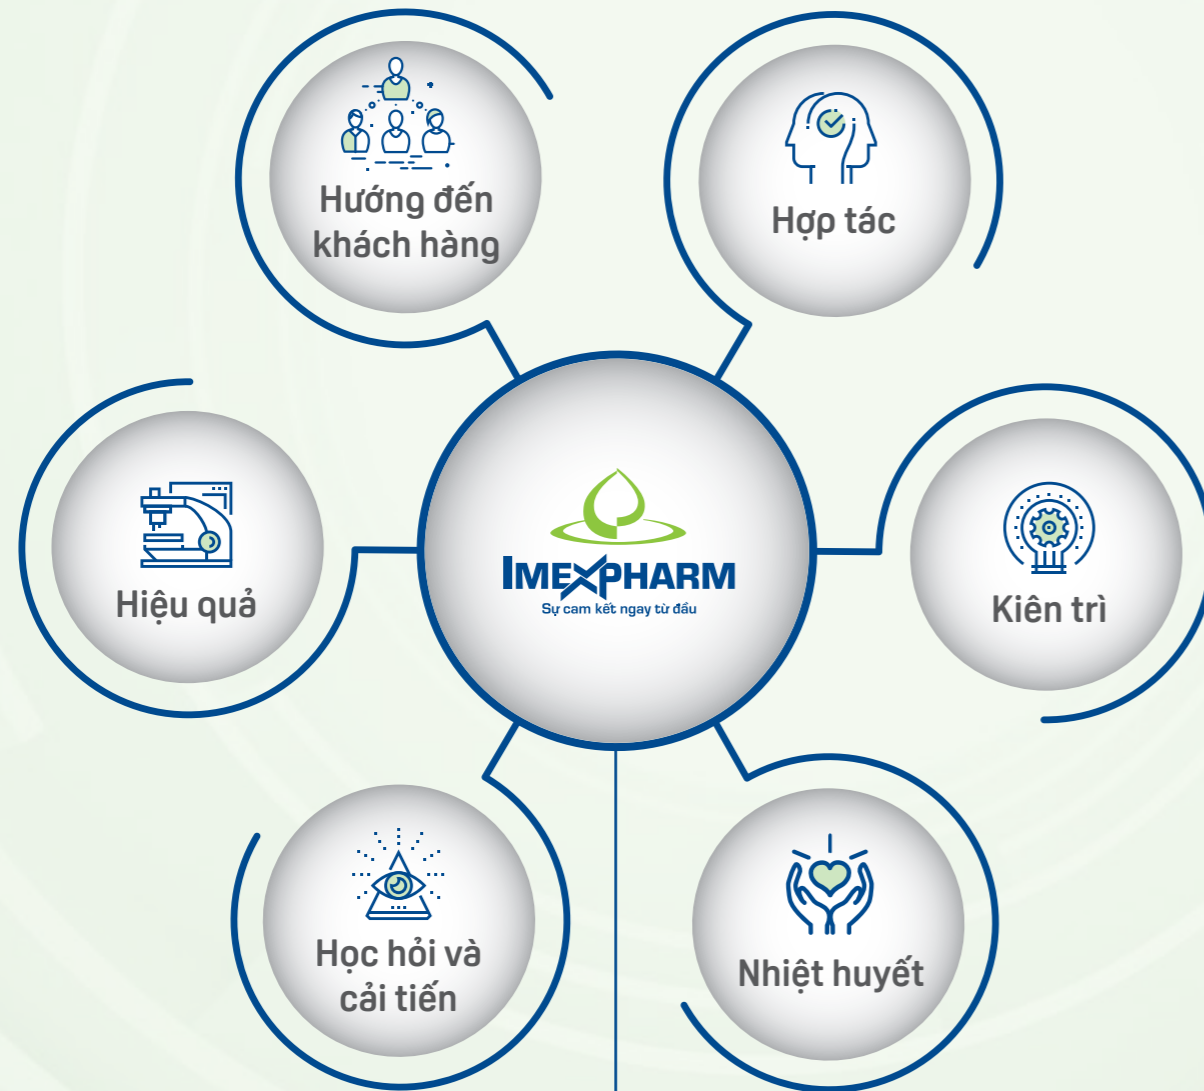 Hướng đến
khách hàng
Hợp tác
Hiệu quả
IMEXPHARM
Sự cam kết ngay từ đầu
Kiên trì
Học hỏi và
cải tiến
Nhiệt huyết